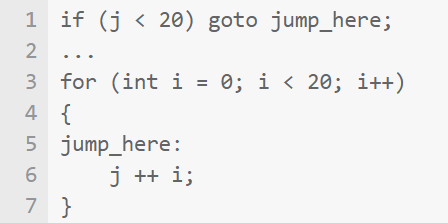 1 if (j < 20) goto jump_here;
2 ...
3 for (int i = 0; i < 20; i++)
4 {
5 jump_here:
6     j ++ i;
7 }